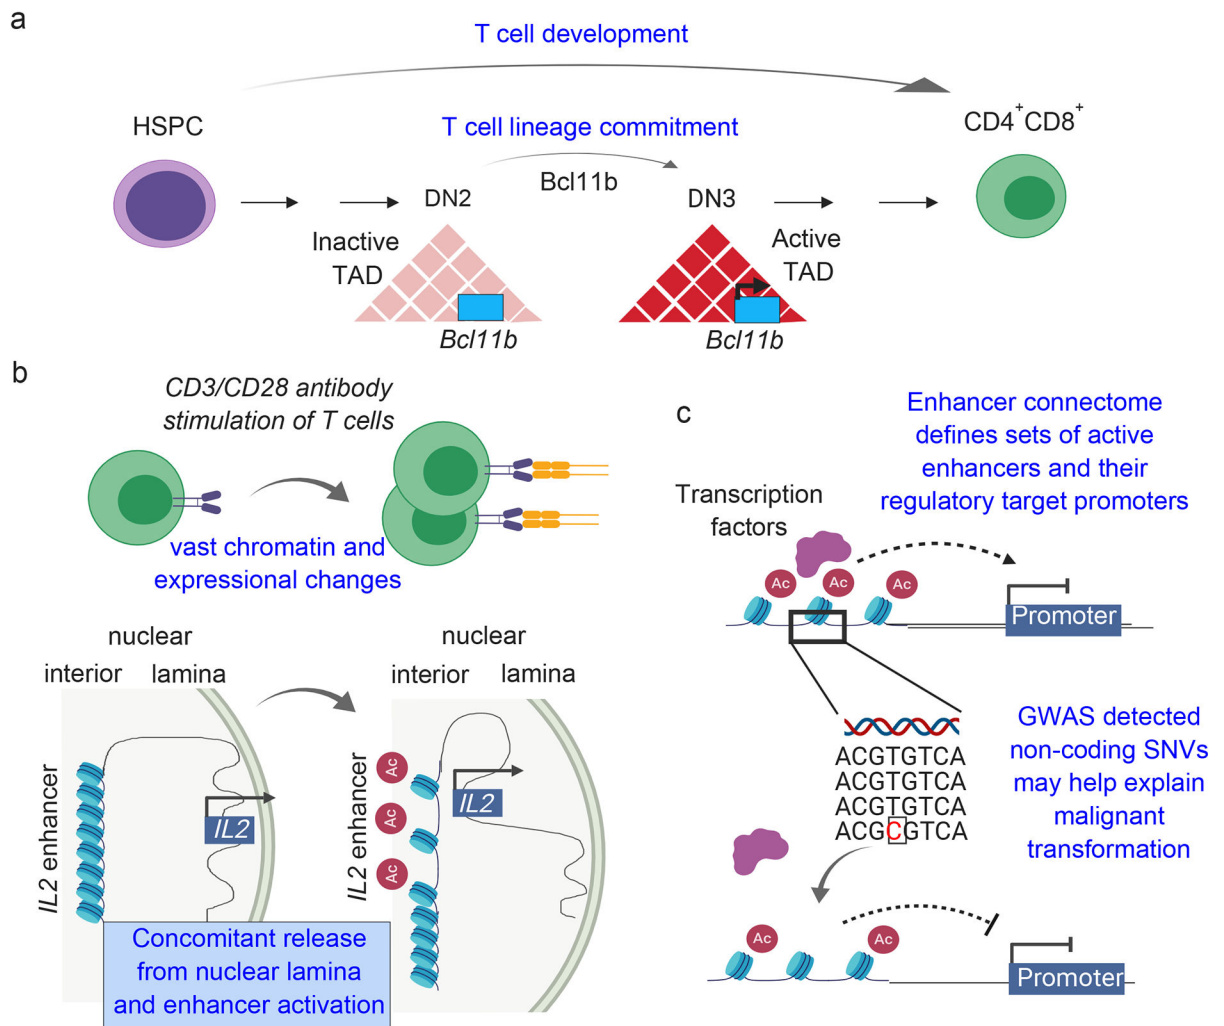 a
T cell development
HSPC
T cell lineage commitment
CD4+CD8+
Bcl11b
DN2
DN3
Inactive
TAD
Active
TAD
Bcl11b
Bcl11b
b
CD3/CD28 antibody
stimulation of T cells
vast chromatin and
expressional changes
nuclear
interior lamina
IL2 enhancer
IL2
nuclear
interior lamina
IL2 enhancer
Ac
Ac
Ac
IL2
Concomitant release
from nuclear lamina
and enhancer activation
c
Enhancer connectome
defines sets of active
enhancers and their
regulatory target promoters
Transcription
factors
Ac
Ac
Ac
Promoter
ACGTGTCA
ACGTGTCA
ACGTGTCA
ACGCGTCA
GWAS detected
non-coding SNVs
may help explain
malignant
transformation
Ac
Ac
Promoter